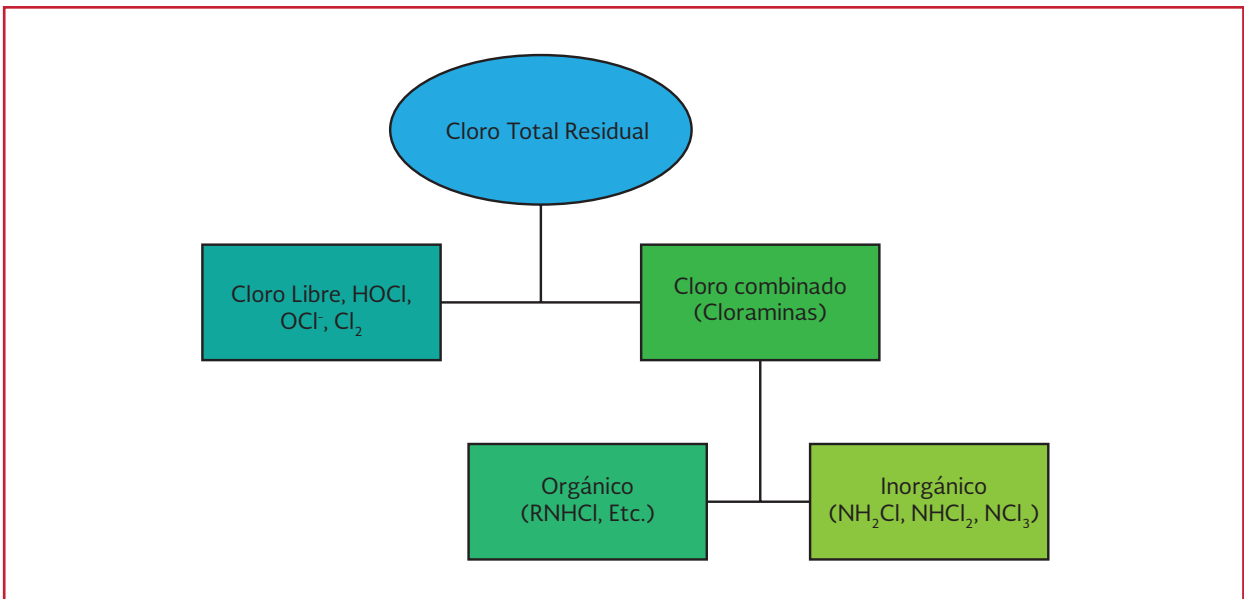 Cloro Total Residual
Cloro Libre, HOCl,
OCl⁻, Cl₂
Cloro combinado
(Cloraminas)
Orgánico
(RNHCl, Etc.)
Inorgánico
(NH₂Cl, NHCl₂, NCl₃)